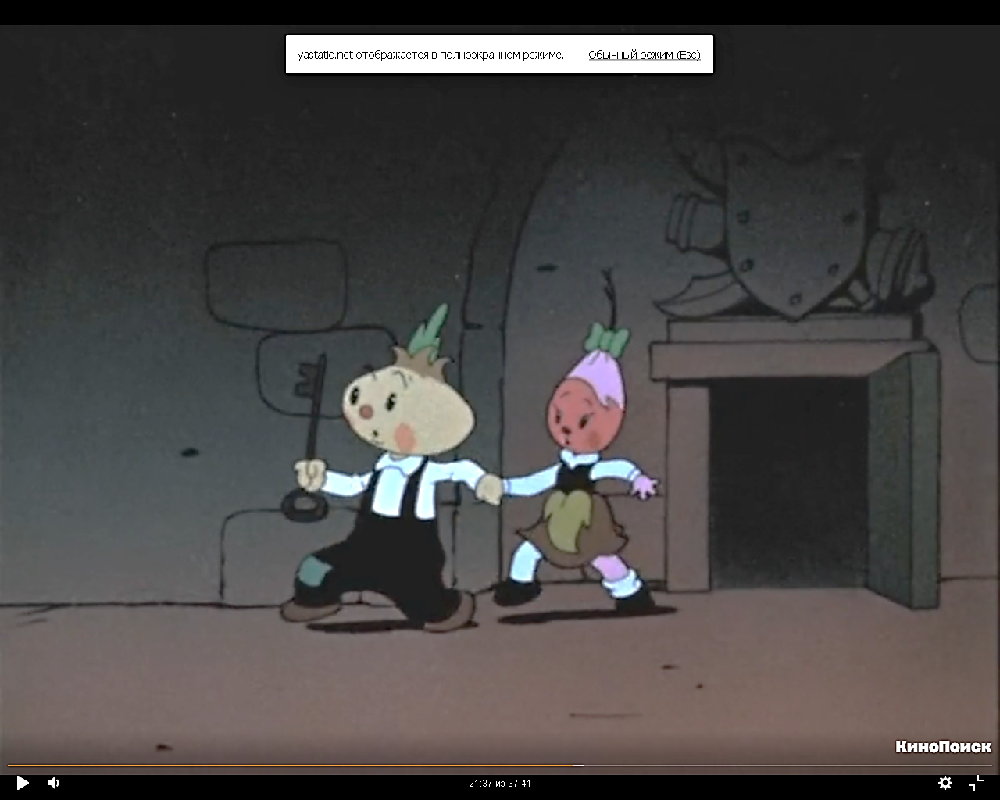 yastatic.net отображается в полноэкранном режиме. Обычный режим (Esc)
КиноПоиск
21:37 из 37:41